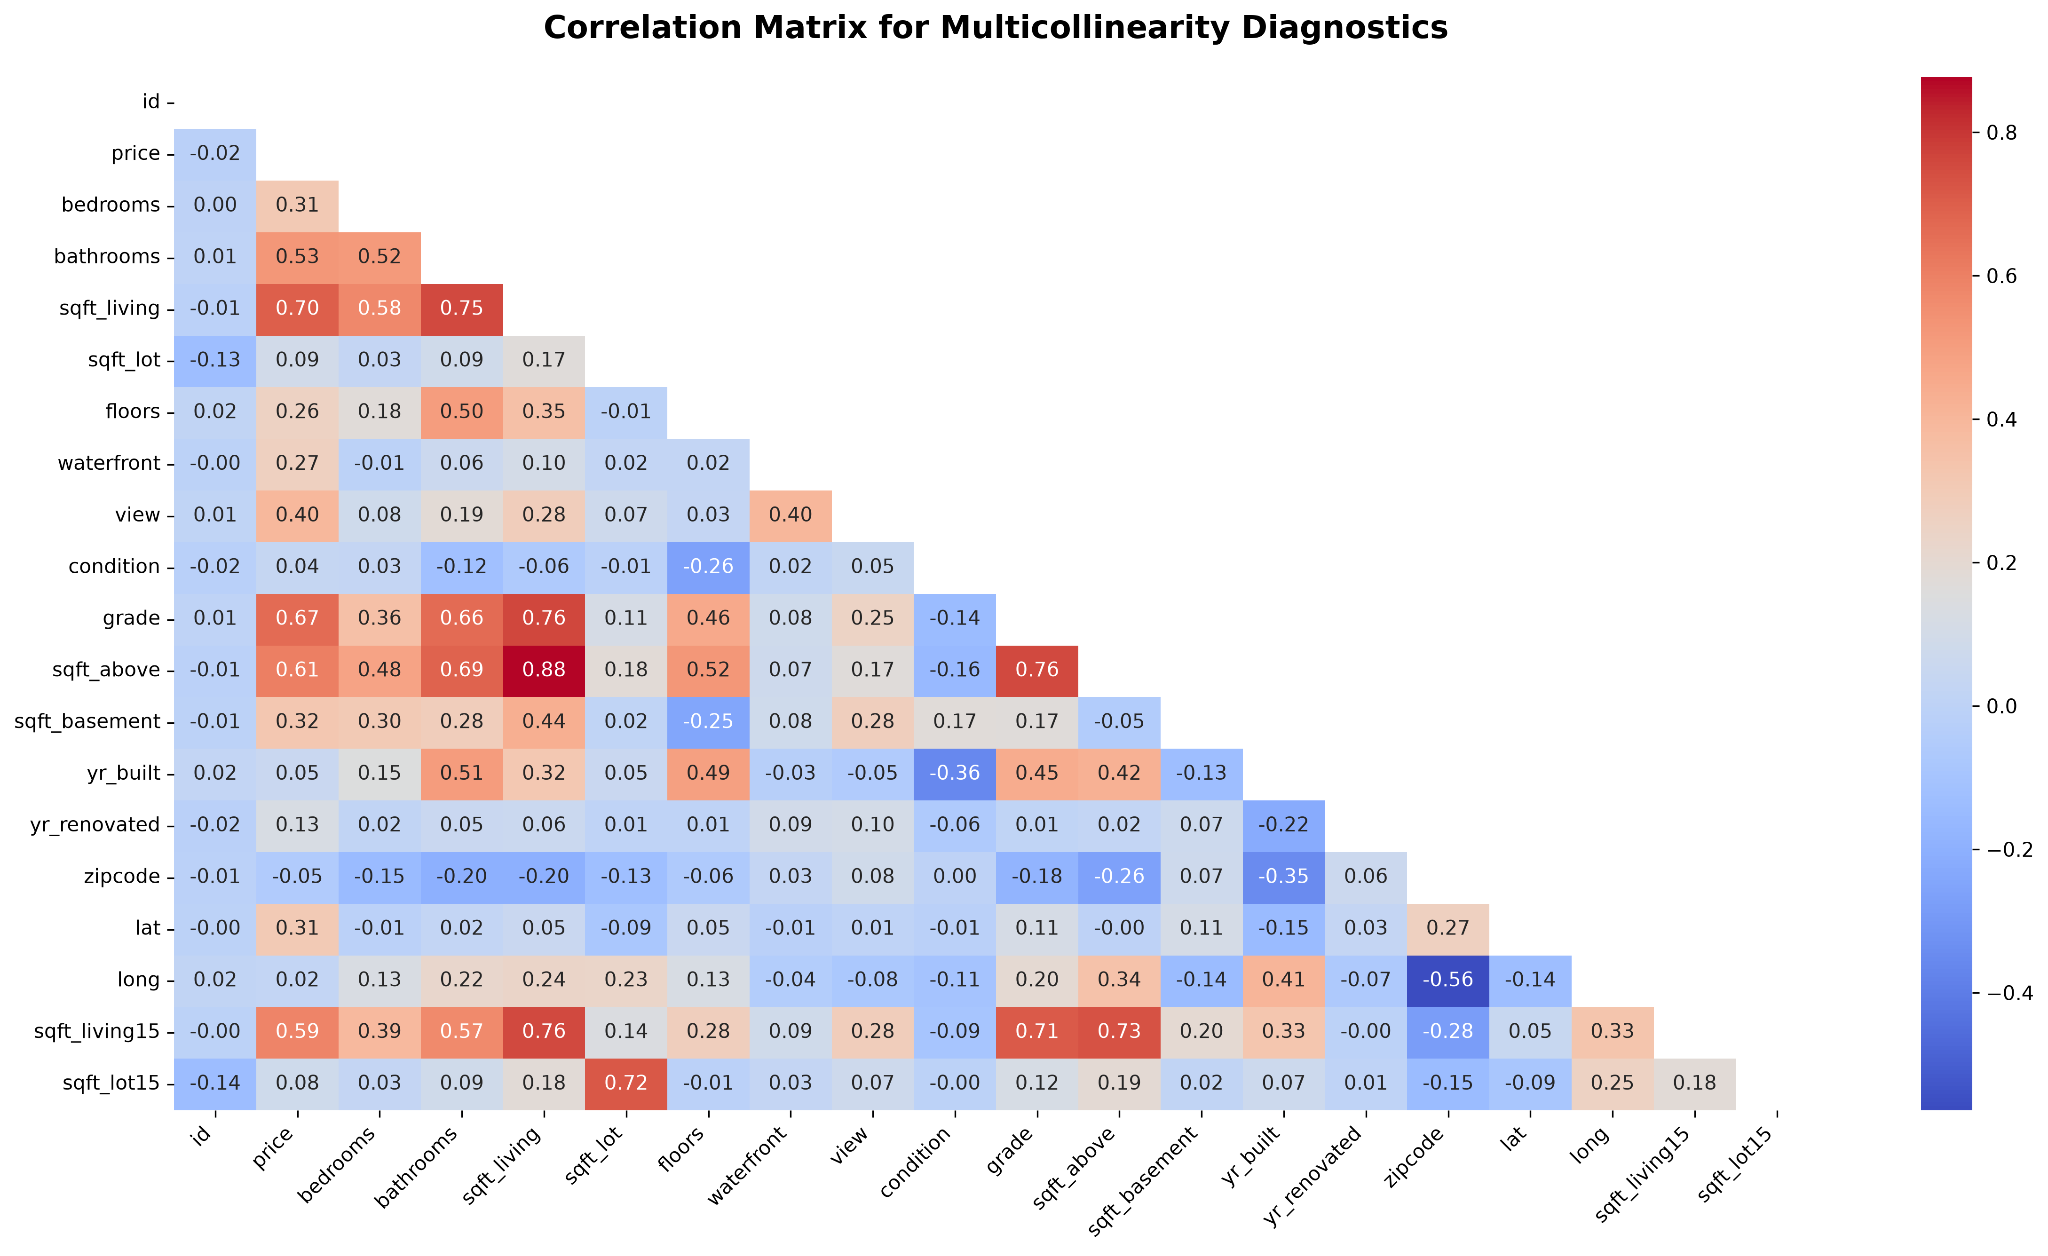 Correlation Matrix for Multicollinearity Diagnostics
id
price -0.02
bedrooms 0.00 0.31
bathrooms 0.01 0.53 0.52
sqft_living -0.01 0.70 0.58 0.75
sqft_lot -0.13 0.09 0.03 0.09 0.17
floors 0.02 0.26 0.18 0.50 0.35 -0.01
waterfront -0.00 0.27 -0.01 0.06 0.10 0.02 0.02
view 0.01 0.40 0.08 0.19 0.28 0.07 0.03 0.40
condition -0.02 0.04 0.03 -0.12 -0.06 -0.01 -0.26 0.02 0.05
grade 0.01 0.67 0.36 0.66 0.76 0.11 0.46 0.08 0.25 -0.14
sqft_above -0.01 0.61 0.48 0.69 0.88 0.18 0.52 0.07 0.17 -0.16 0.76
sqft_basement -0.01 0.32 0.30 0.28 0.44 0.02 -0.25 0.08 0.28 0.17 0.17 -0.05
yr_built 0.02 0.05 0.15 0.51 0.32 0.05 0.49 -0.03 -0.05 -0.36 0.45 0.42 -0.13
yr_renovated -0.02 0.13 0.02 0.05 0.06 0.01 0.01 0.09 0.10 -0.06 0.01 0.02 0.07 -0.22
zipcode -0.01 -0.05 -0.15 -0.20 -0.20 -0.13 -0.06 0.03 0.08 0.00 -0.18 -0.26 0.07 -0.35 0.06
lat -0.00 0.31 -0.01 0.02 0.05 -0.09 0.05 -0.01 0.01 -0.01 0.11 -0.00 0.11 -0.15 0.03 0.27
long 0.02 0.02 0.13 0.22 0.24 0.23 0.13 -0.04 -0.08 -0.11 0.20 0.34 -0.14 0.41 -0.07 -0.56 -0.14
sqft_living15 -0.00 0.59 0.39 0.57 0.76 0.14 0.28 0.09 0.28 -0.09 0.71 0.73 0.20 0.33 -0.00 -0.28 0.05 0.33
sqft_lot15 -0.14 0.08 0.03 0.09 0.18 0.72 -0.01 0.03 0.07 -0.00 0.12 0.19 0.02 0.07 0.01 -0.15 -0.09 0.25 0.18
id price bedrooms bathrooms sqft_living sqft_lot floors waterfront view condition grade sqft_above sqft_basement yr_built yr_renovated zipcode lat long sqft_living15 sqft_lot15
0.8
0.6
0.4
0.2
0.0
−0.2
−0.4